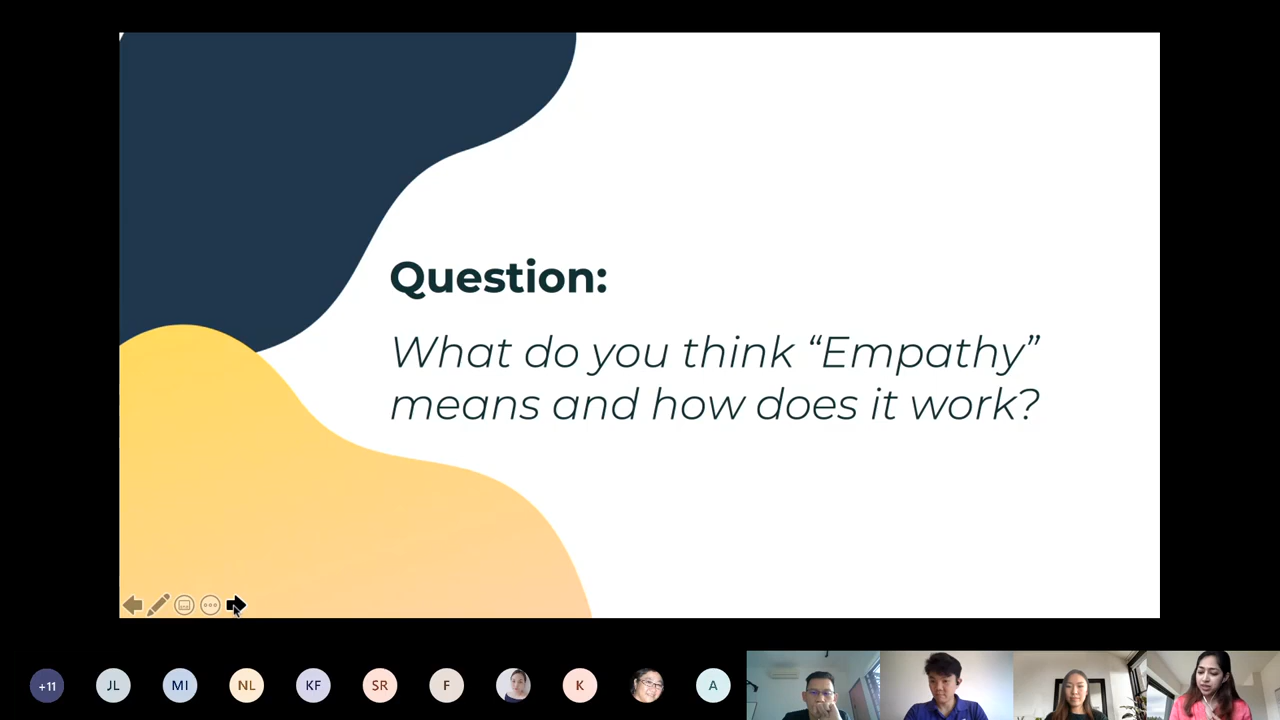 Question:
What do you think “Empathy”
means and how does it work?
+11
JL
MI
NL
KF
SR
F
K
A